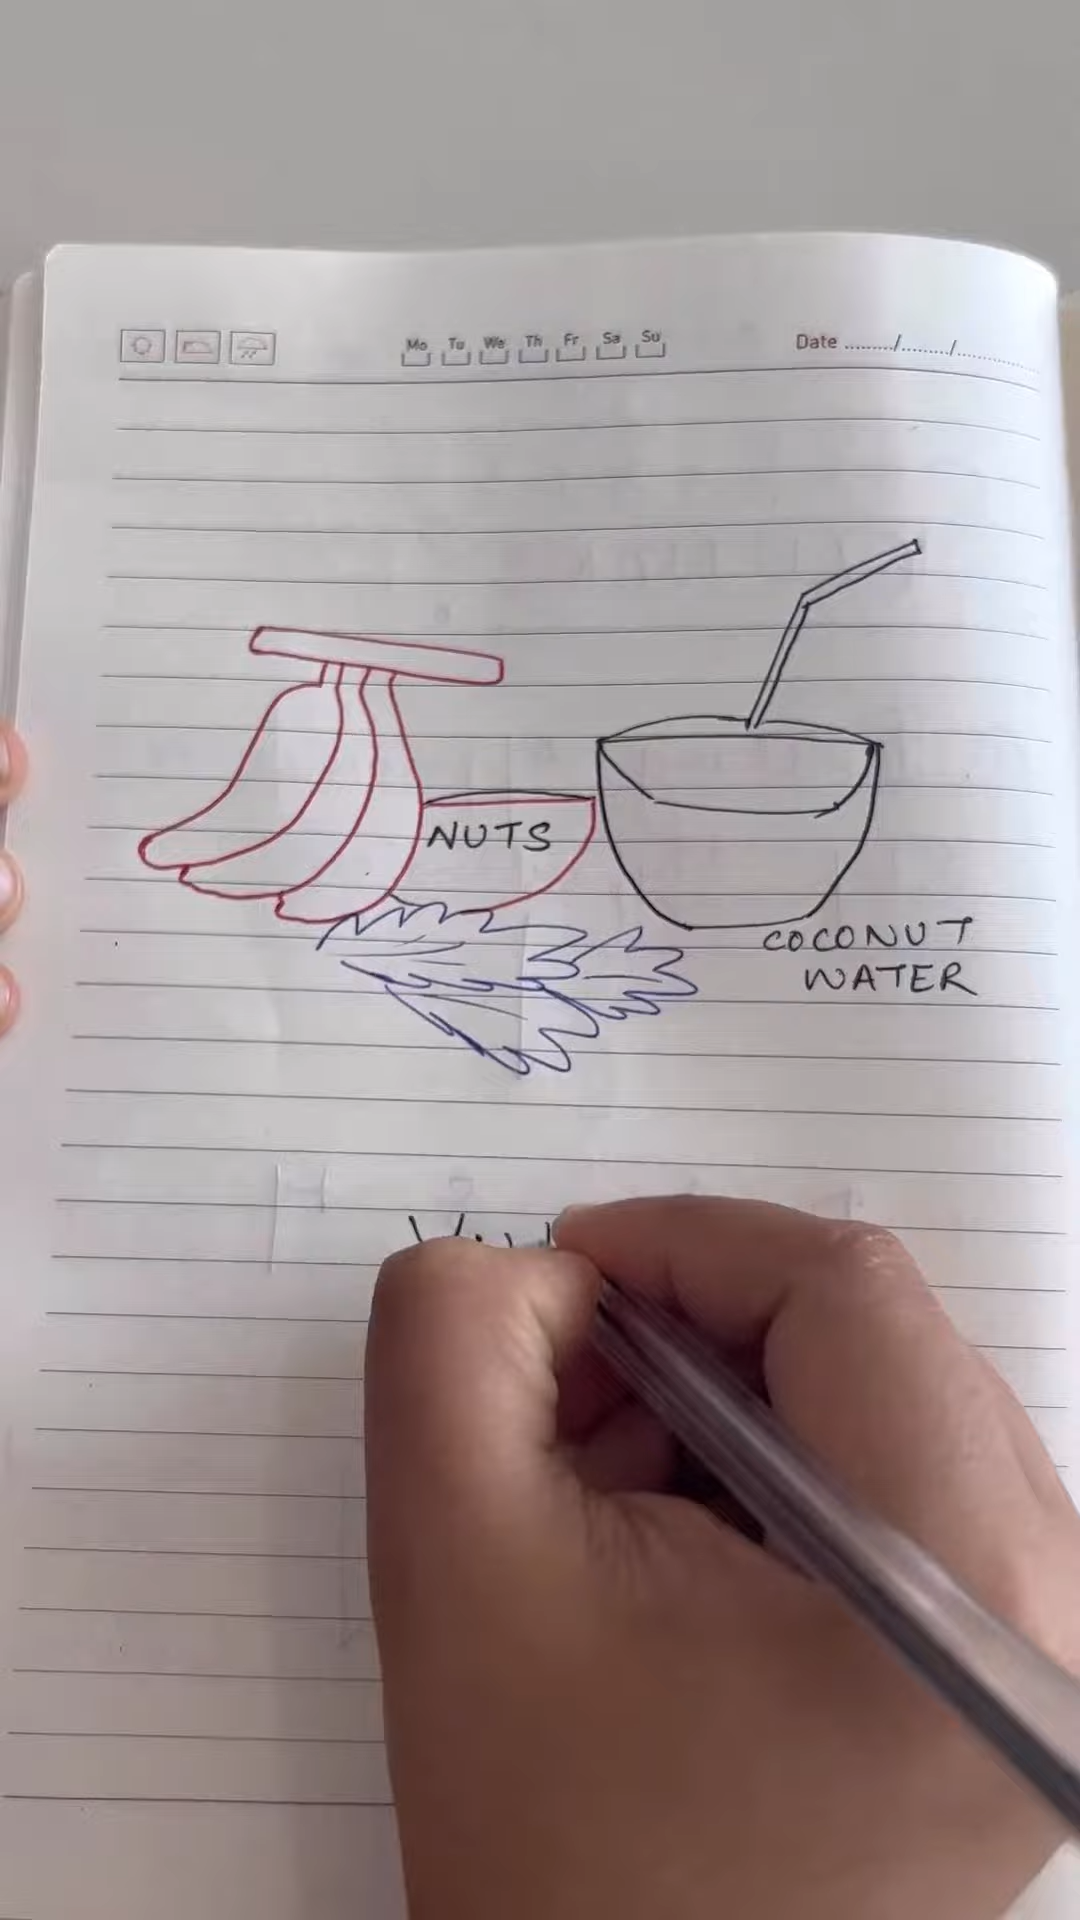 Mo Tu We Th Fr Sa Su
Date ........./........./.............
NUTS
COCONUT
WATER